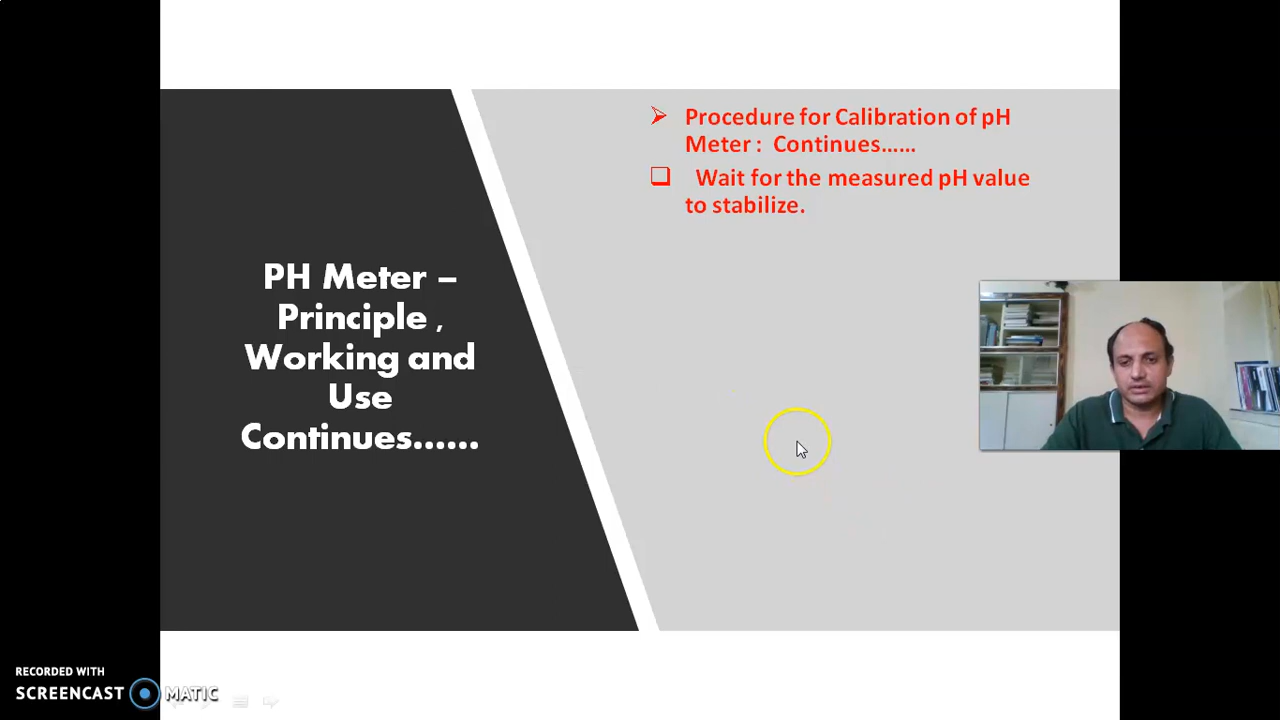 PH Meter –
Principle ,
Working and
Use
Continues......
Procedure for Calibration of pH
Meter : Continues......
Wait for the measured pH value
to stabilize.
RECORDED WITH
SCREENCAST MATIC